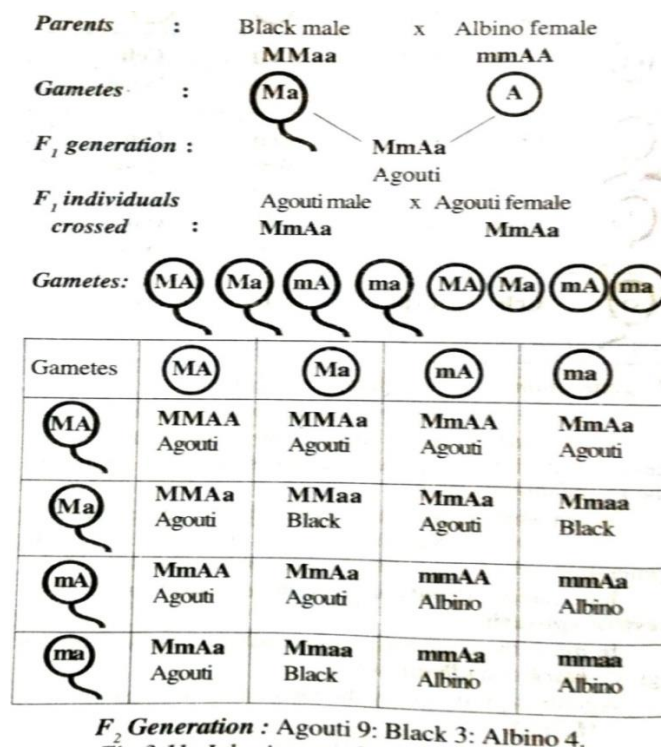 Parents : Black male x Albino female
MMaa mmAA
Gametes : Ma A
F1 generation : MmAa
Agouti
F1 individuals Agouti male x Agouti female
crossed : MmAa MmAa
Gametes: MA Ma mA ma MA Ma mA ma
Gametes MA Ma mA ma
MA MMAA MMAa MmAA MmAa
Agouti Agouti Agouti Agouti
Ma MMAa MMaa MmAa Mmaa
Agouti Black Agouti Black
mA MmAA MmAa mmAA mmAa
Agouti Agouti Albino Albino
ma MmAa Mmaa mmAa mmaa
Agouti Black Albino Albino
F2 Generation : Agouti 9: Black 3: Albino 4.